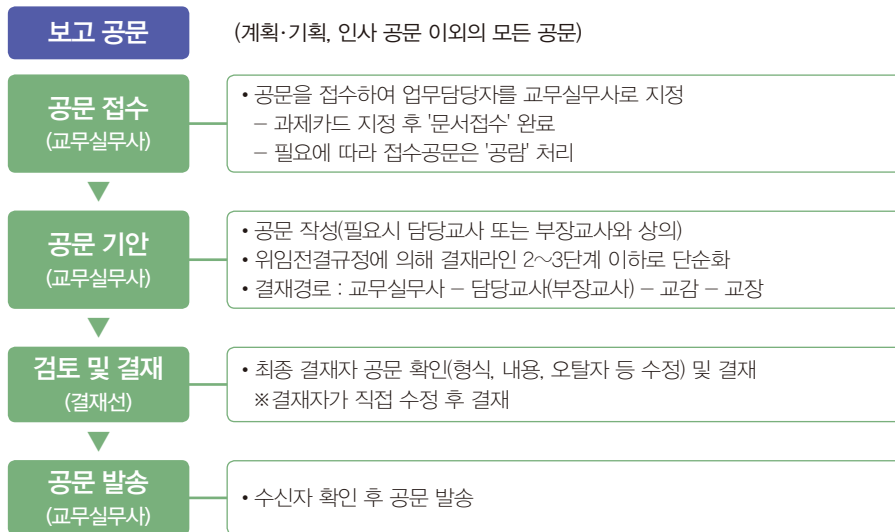 보고 공문
(계획·기획, 인사 공문 이외의 모든 공문)
공문 접수
(교무실무사)
• 공문을 접수하여 업무담당자를 교무실무사로 지정
– 과제카드 지정 후 '문서접수' 완료
– 필요에 따라 접수공문은 '공람' 처리
공문 기안
(교무실무사)
• 공문 작성(필요시 담당교사 또는 부장교사와 상의)
• 위임전결규정에 의해 결재라인 2~3단계 이하로 단순화
• 결재경로 : 교무실무사 – 담당교사(부장교사) – 교감 – 교장
검토 및 결재
(결재선)
• 최종 결재자 공문 확인(형식, 내용, 오탈자 등 수정) 및 결재
※결재자가 직접 수정 후 결재
공문 발송
(교무실무사)
• 수신자 확인 후 공문 발송